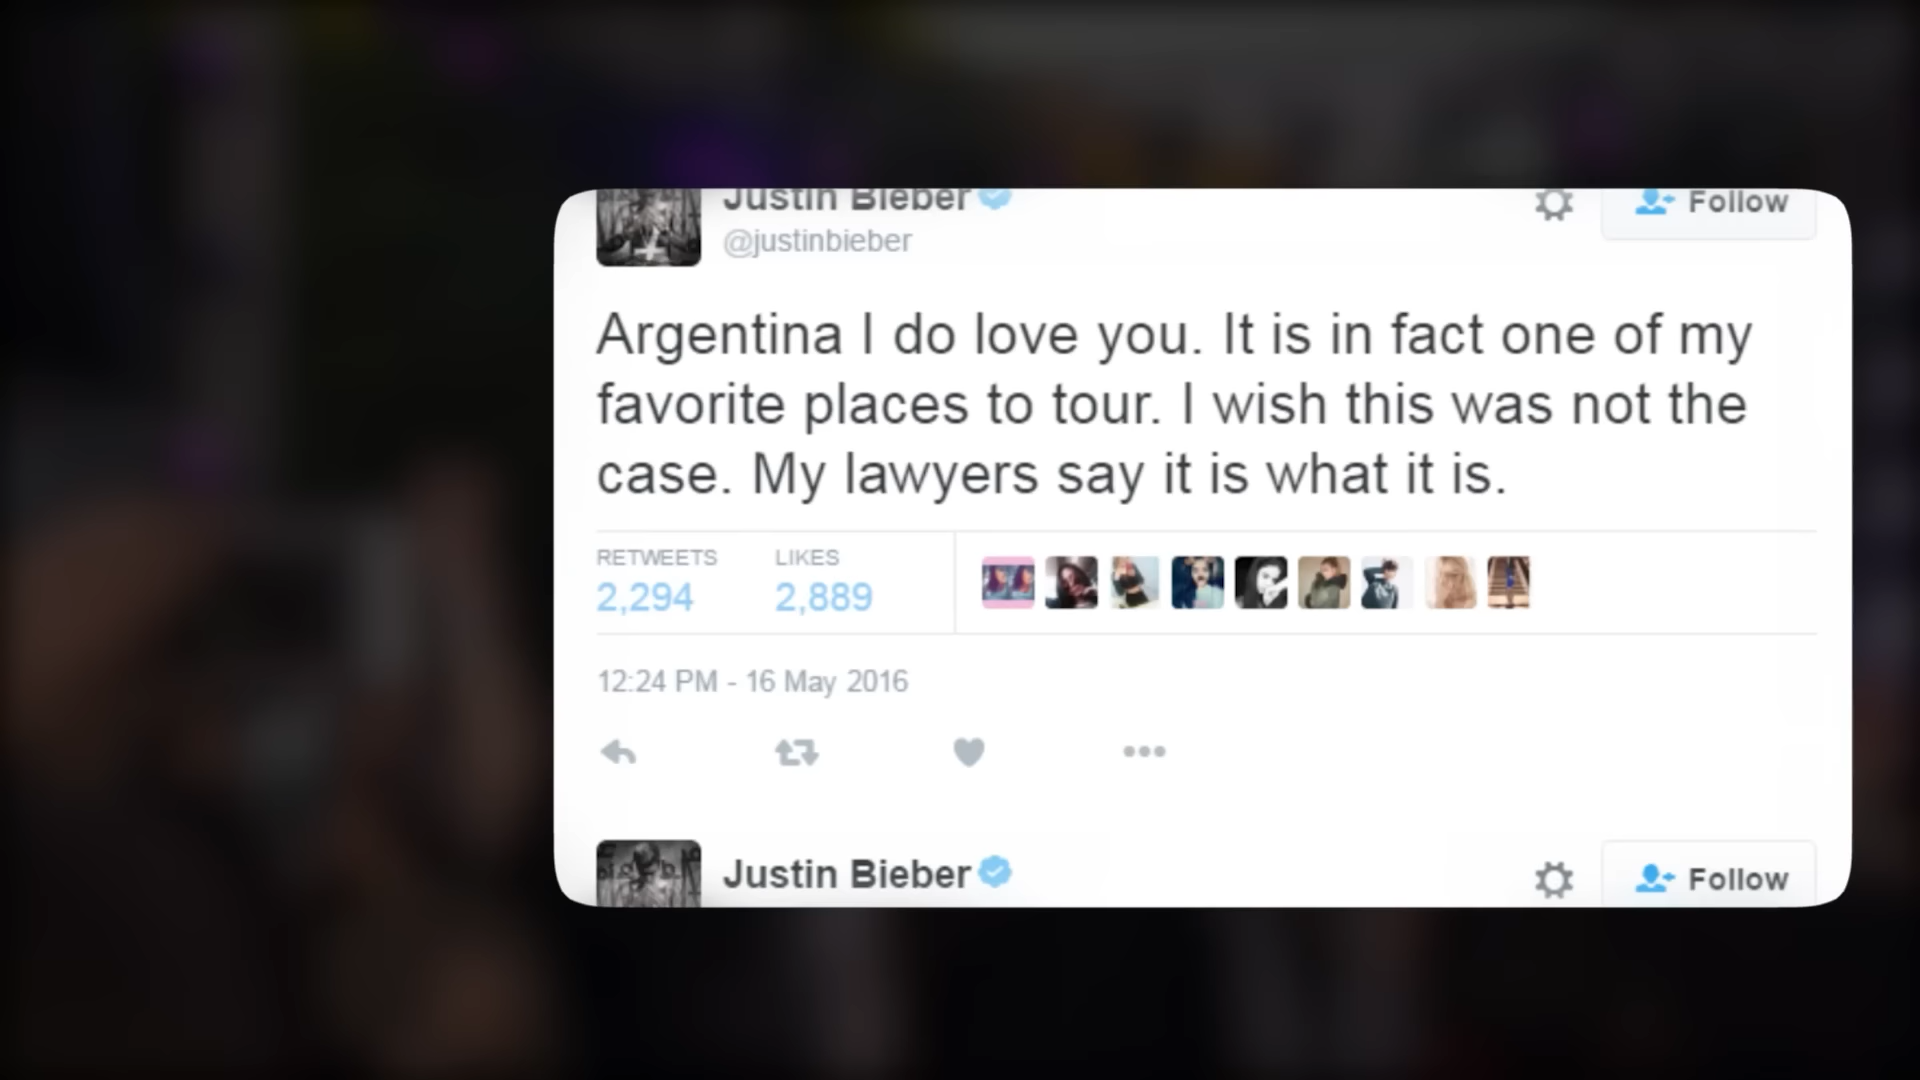 Justin Bieber
Follow
@justinbieber
Argentina I do love you. It is in fact one of my
favorite places to tour. I wish this was not the
case. My lawyers say it is what it is.
RETWEETS LIKES
2,294 2,889
12:24 PM - 16 May 2016
Justin Bieber
Follow